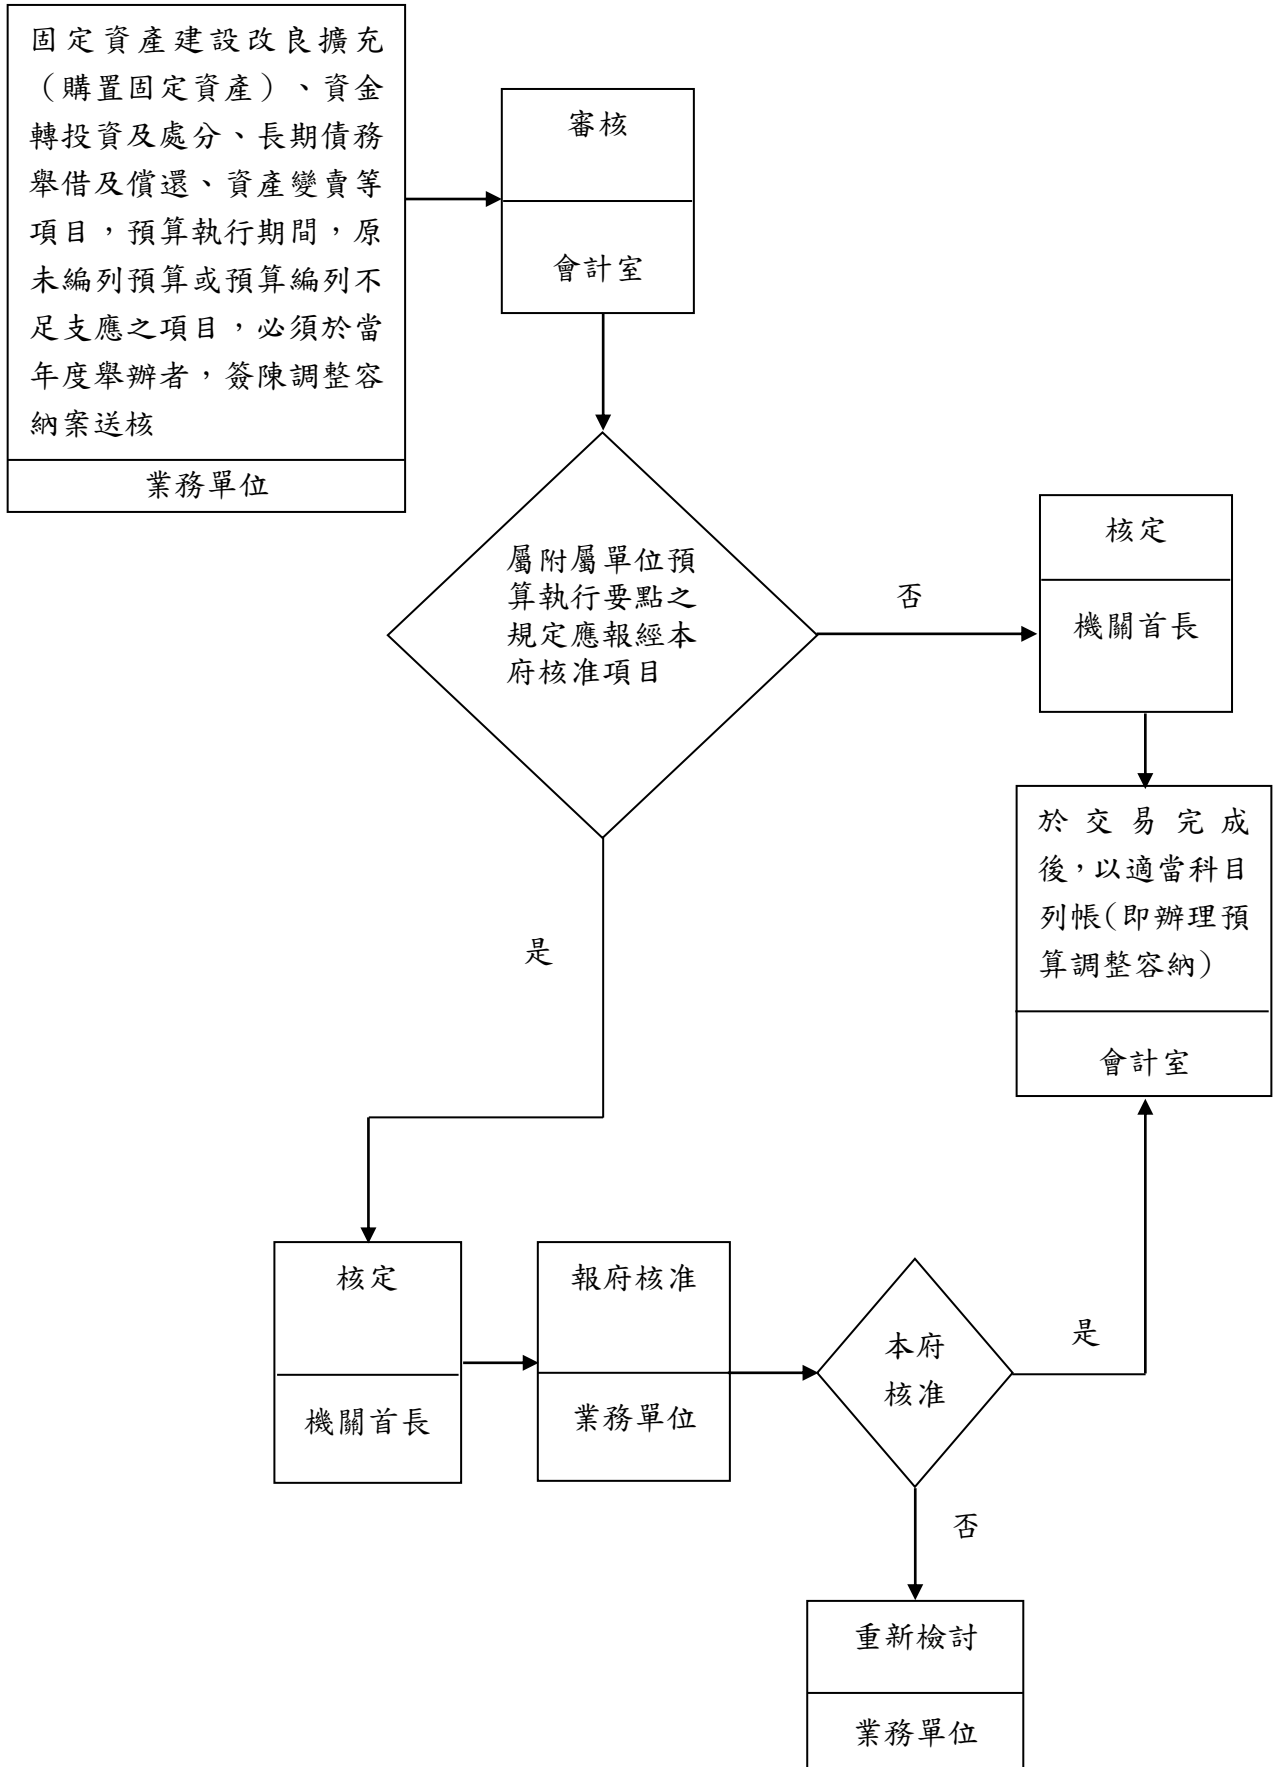 固定資產建設改良擴充
（購置固定資產）、資金
轉投資及處分、長期債務
舉借及償還、資產變賣等
項目，預算執行期間，原
未編列預算或預算編列不
足支應之項目，必須於當
年度舉辦者，簽陳調整容
納案送核
業務單位
審核
會計室
屬附屬單位預
算執行要點之
規定應報經本
府核准項目
否
核定
機關首長
於交易完成
後，以適當科目
列帳(即辦理預
算調整容納)
會計室
是
核定
機關首長
報府核准
業務單位
本府
核准
是
否
重新檢討
業務單位